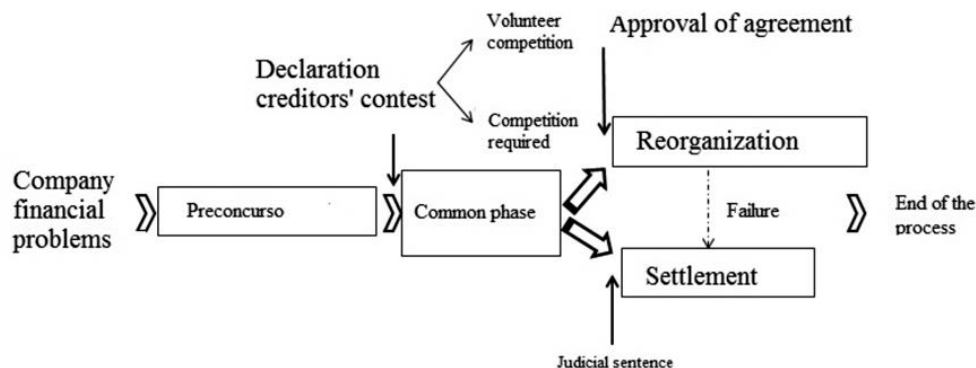 Volunteer
competition
Approval of agreement
Declaration
creditors' contest
Competition
required
Reorganization
Company
financial
problems
Preconcurso
Common phase
Failure
End of the
process
Settlement
Judicial sentence